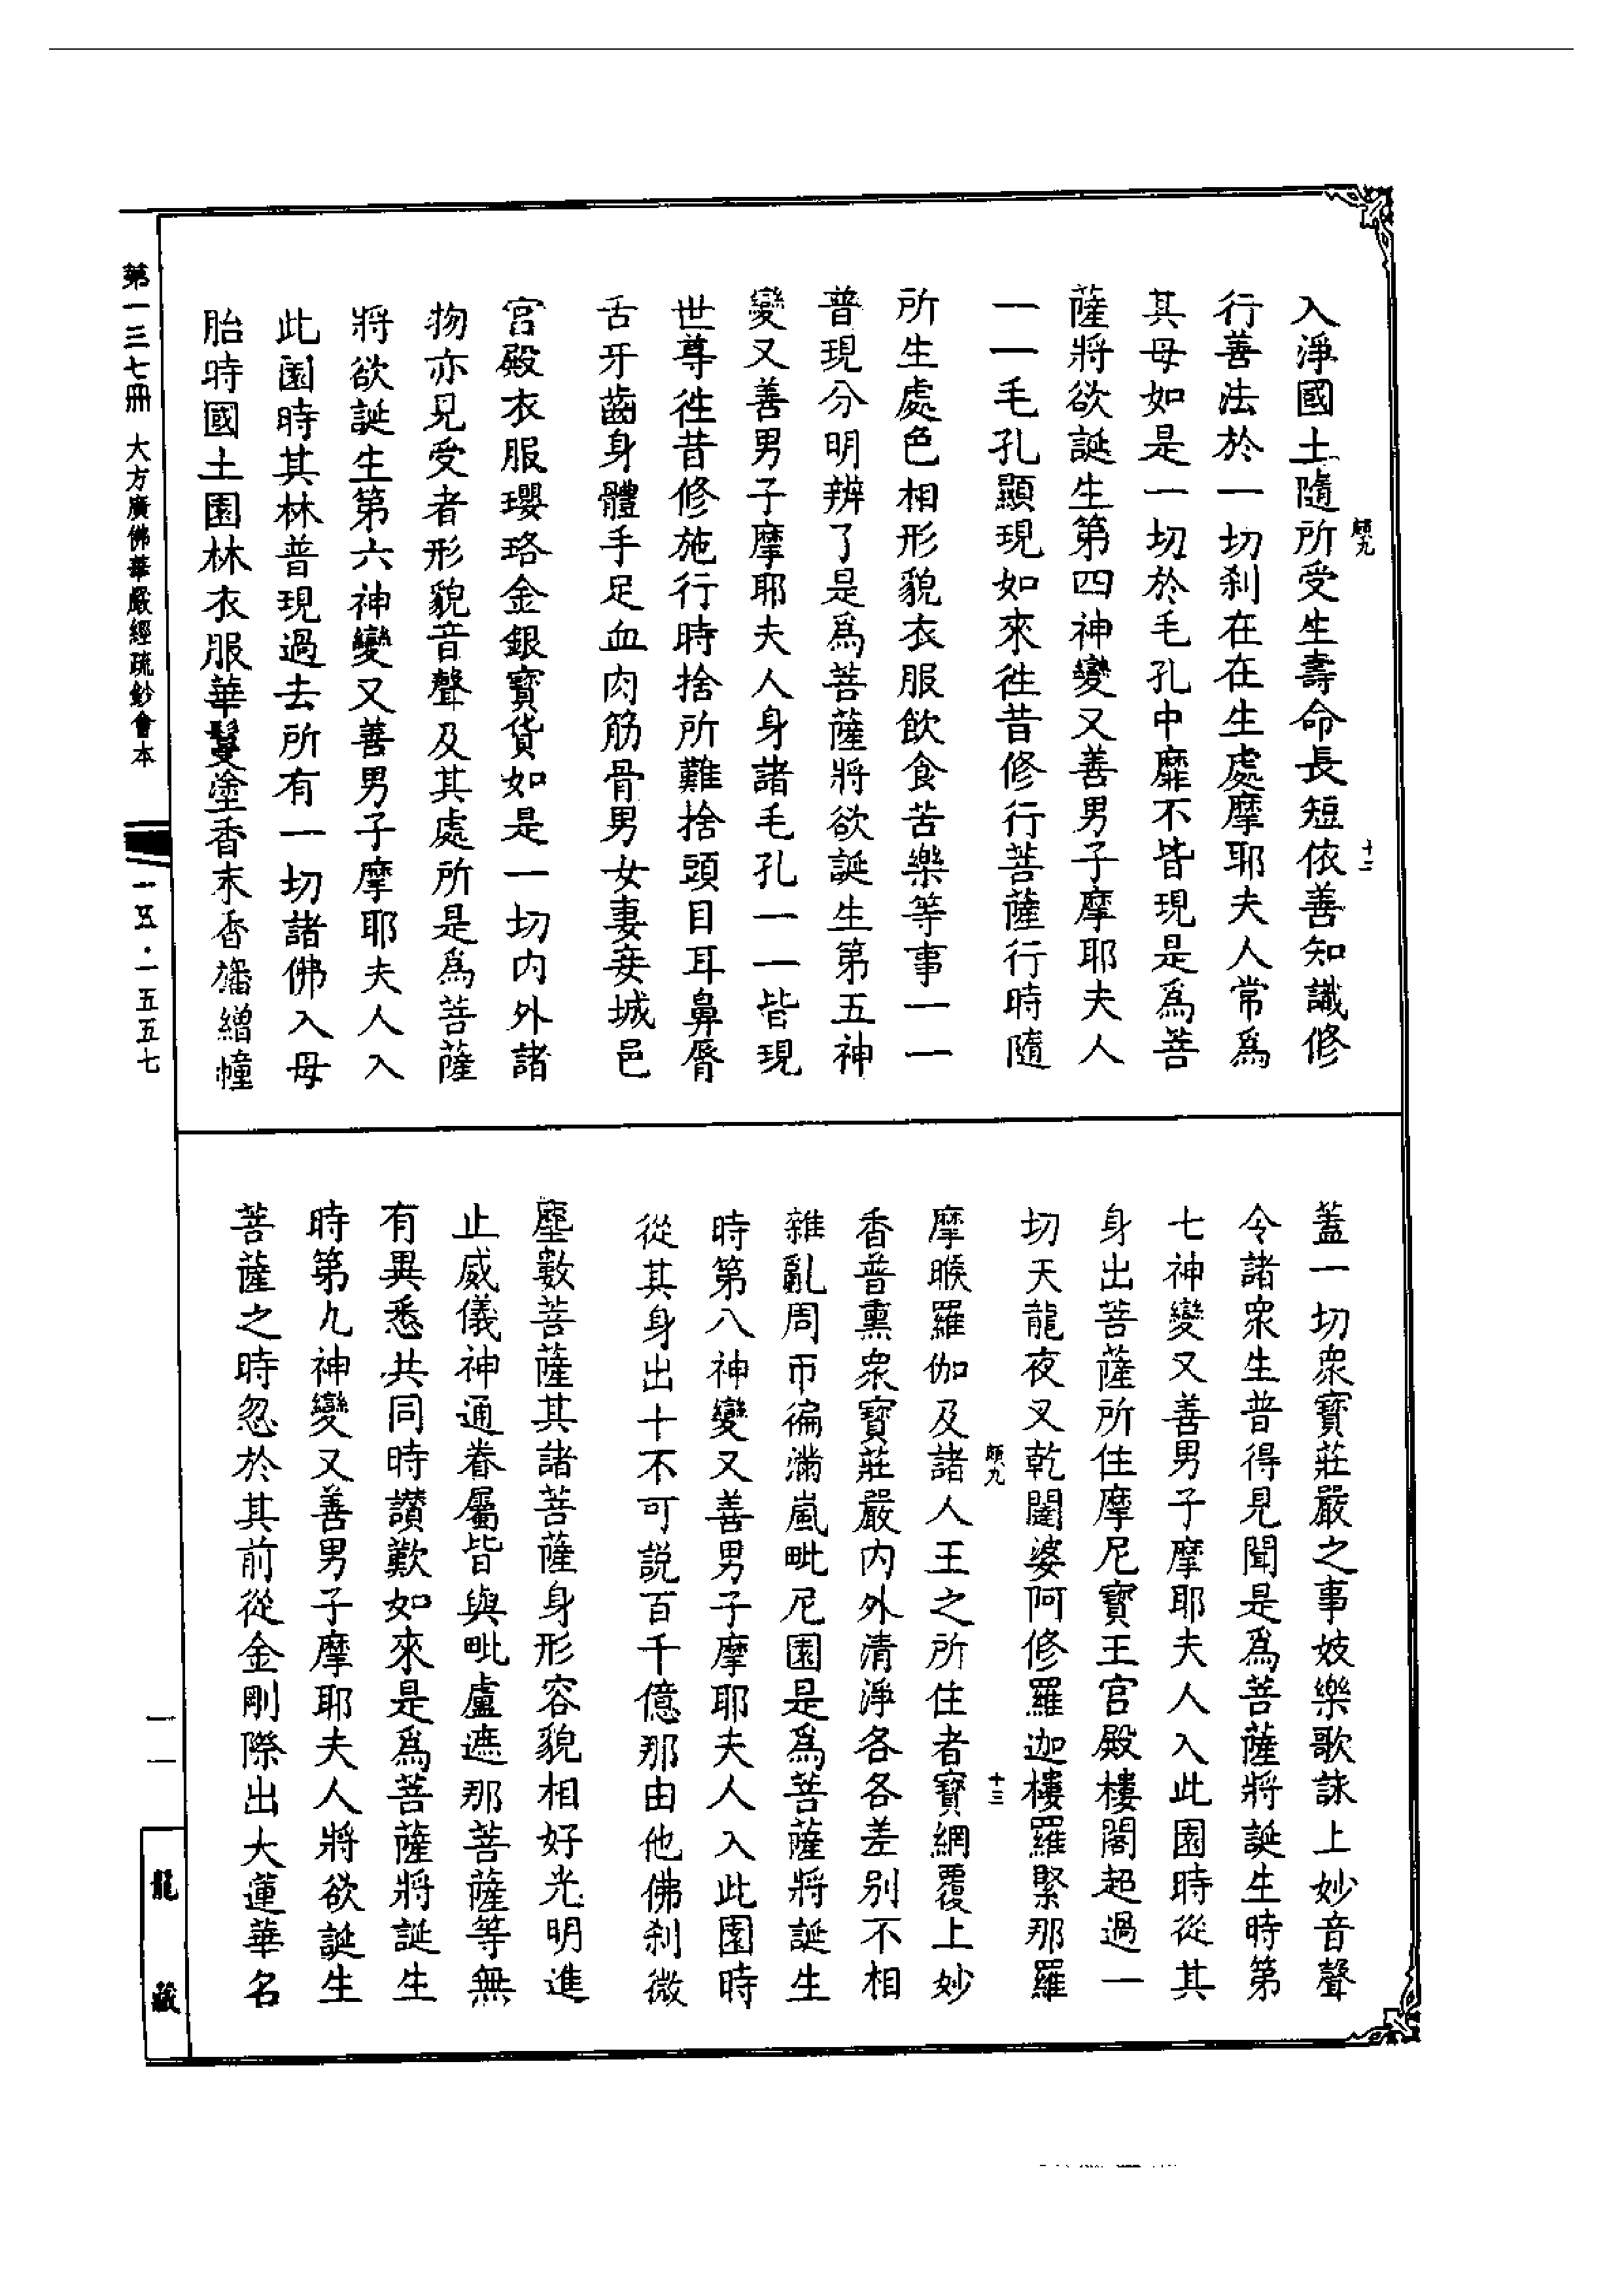 入淨國土隨所受生壽命長短依善知識修
行善法於一切刹在在生處摩耶夫人常爲
其母如是一切於毛孔中靡不皆現是爲菩
薩將欲誕生第四神變又善男子摩耶夫人
一一毛孔顯現如來徃昔修行菩薩行時隨
所生處色相形貌衣服飲食苦樂等事一一
普現分明辨了是爲菩薩將欲誕生第五神
變又善男子摩耶夫人身諸毛孔一一皆現
世尊徃昔修施行時捨所難捨頭目耳鼻脣
舌牙齒身體手足血肉筋骨男女妻妾城邑
宮殿衣服瓔珞金銀寶貨如是一切内外諸
物亦見受者形貌音聲及其處所是爲菩薩
將欲誕生第六神變又善男子摩耶夫人入
此園時其林普現過去所有一切諸佛入母
胎時國土園林衣服華鬘塗香末香旛繒幢
蓋一切衆寶莊嚴之事妓樂歌詠上妙音聲
令諸衆生普得見聞是爲菩薩將誕生時第
七神變又善男子摩耶夫人入此園時從其
身出菩薩所住摩尼寶王宮殿樓閣超過一
切天龍夜叉乾闥婆阿修羅迦樓羅緊那羅
摩睺羅伽及諸人王之所住者寶網覆上妙
香普熏衆寶莊嚴内外清淨各各差别不相
雜亂周帀徧滿嵐毗尼園是爲菩薩將誕生
時第八神變又善男子摩耶夫人入此園時
從其身出十不可説百千億那由他佛刹微
塵數菩薩其諸菩薩身形容貌相好光明進
止威儀神通眷屬皆與毗盧遮那菩薩等無
有異悉共同時讃歎如來是爲菩薩將誕生
時第九神變又善男子摩耶夫人將欲誕生
菩薩之時忽於其前從金剛際出大蓮華名
第一三七冊 大方廣佛華嚴經疏鈔會本
一五五・一五五七
一一
龍藏
十二
十三